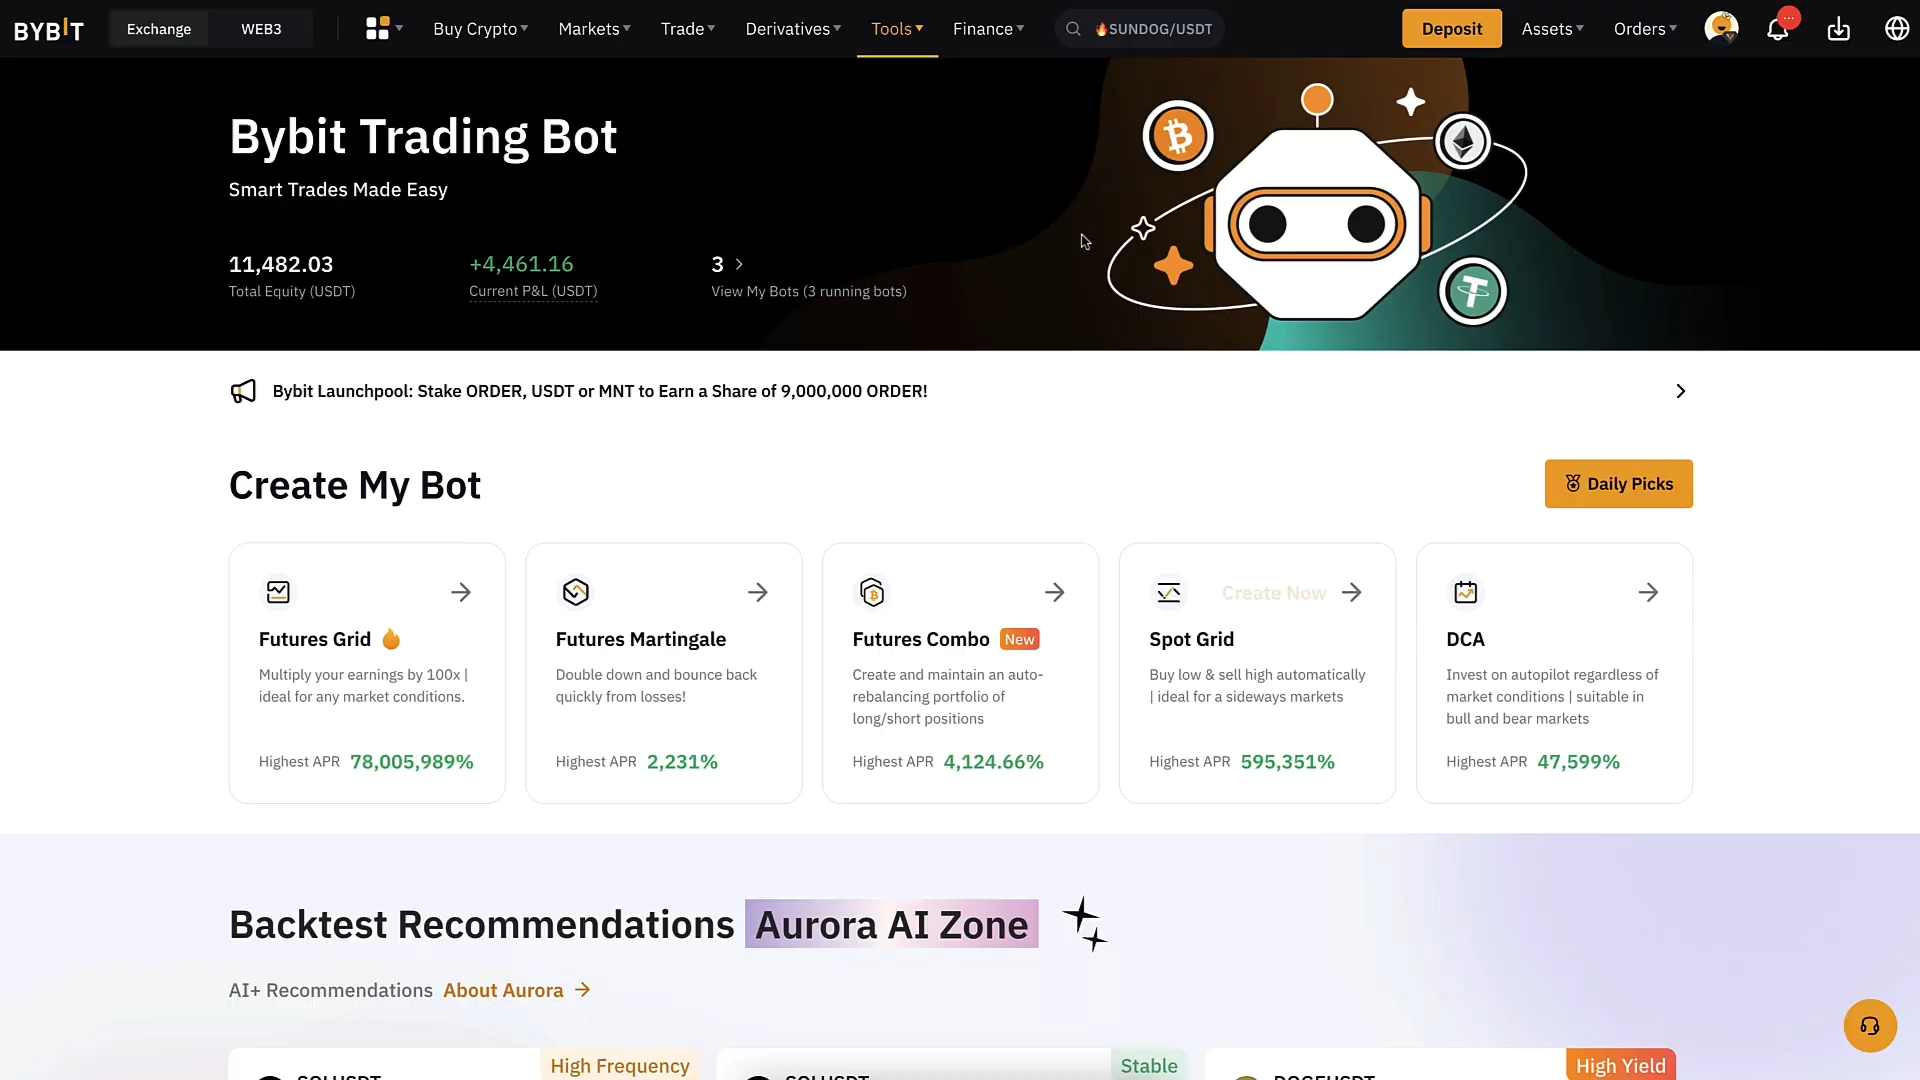 BYBIT Exchange WEB3 Buy Crypto Markets Trade Derivatives Tools Finance SUNDOG/USDT Deposit Assets Orders
Bybit Trading Bot
Smart Trades Made Easy
11,482.03 +4,461.16 3
Total Equity (USDT) Current P&L (USDT) View My Bots (3 running bots)
Bybit Launchpool: Stake ORDER, USDT or MNT to Earn a Share of 9,000,000 ORDER!
Create My Bot
Daily Picks
Futures Grid
Multiply your earnings by 100x |
ideal for any market conditions.
Highest APR 78,005,989%
Futures Martingale
Double down and bounce back
quickly from losses!
Highest APR 2,231%
Futures Combo New
Create and maintain an auto-
rebalancing portfolio of
long/short positions
Highest APR 4,124.66%
Create Now
Spot Grid
Buy low & sell high automatically
| ideal for a sideways markets
Highest APR 595,351%
DCA
Invest on autopilot regardless of
market conditions | suitable in
bull and bear markets
Highest APR 47,599%
Backtest Recommendations Aurora AI Zone
AI+ Recommendations About Aurora
High Frequency
SOLUSDT
Stable
SOLUSDT
High Yield
DOGEUSDT